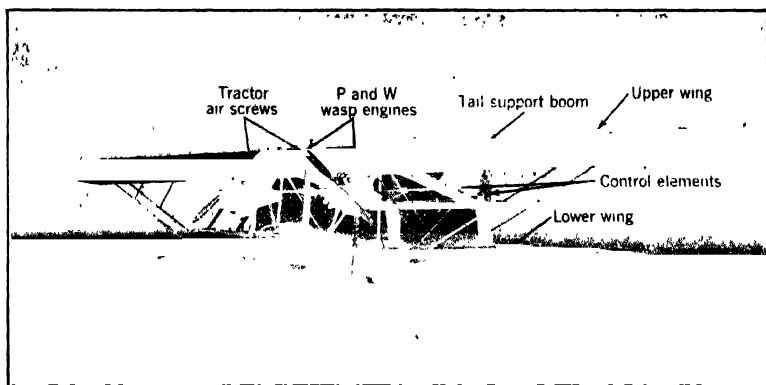 Tractor
air screws
P and W
wasp engines
Tail support boom
Upper wing
Control elements
Lower wing